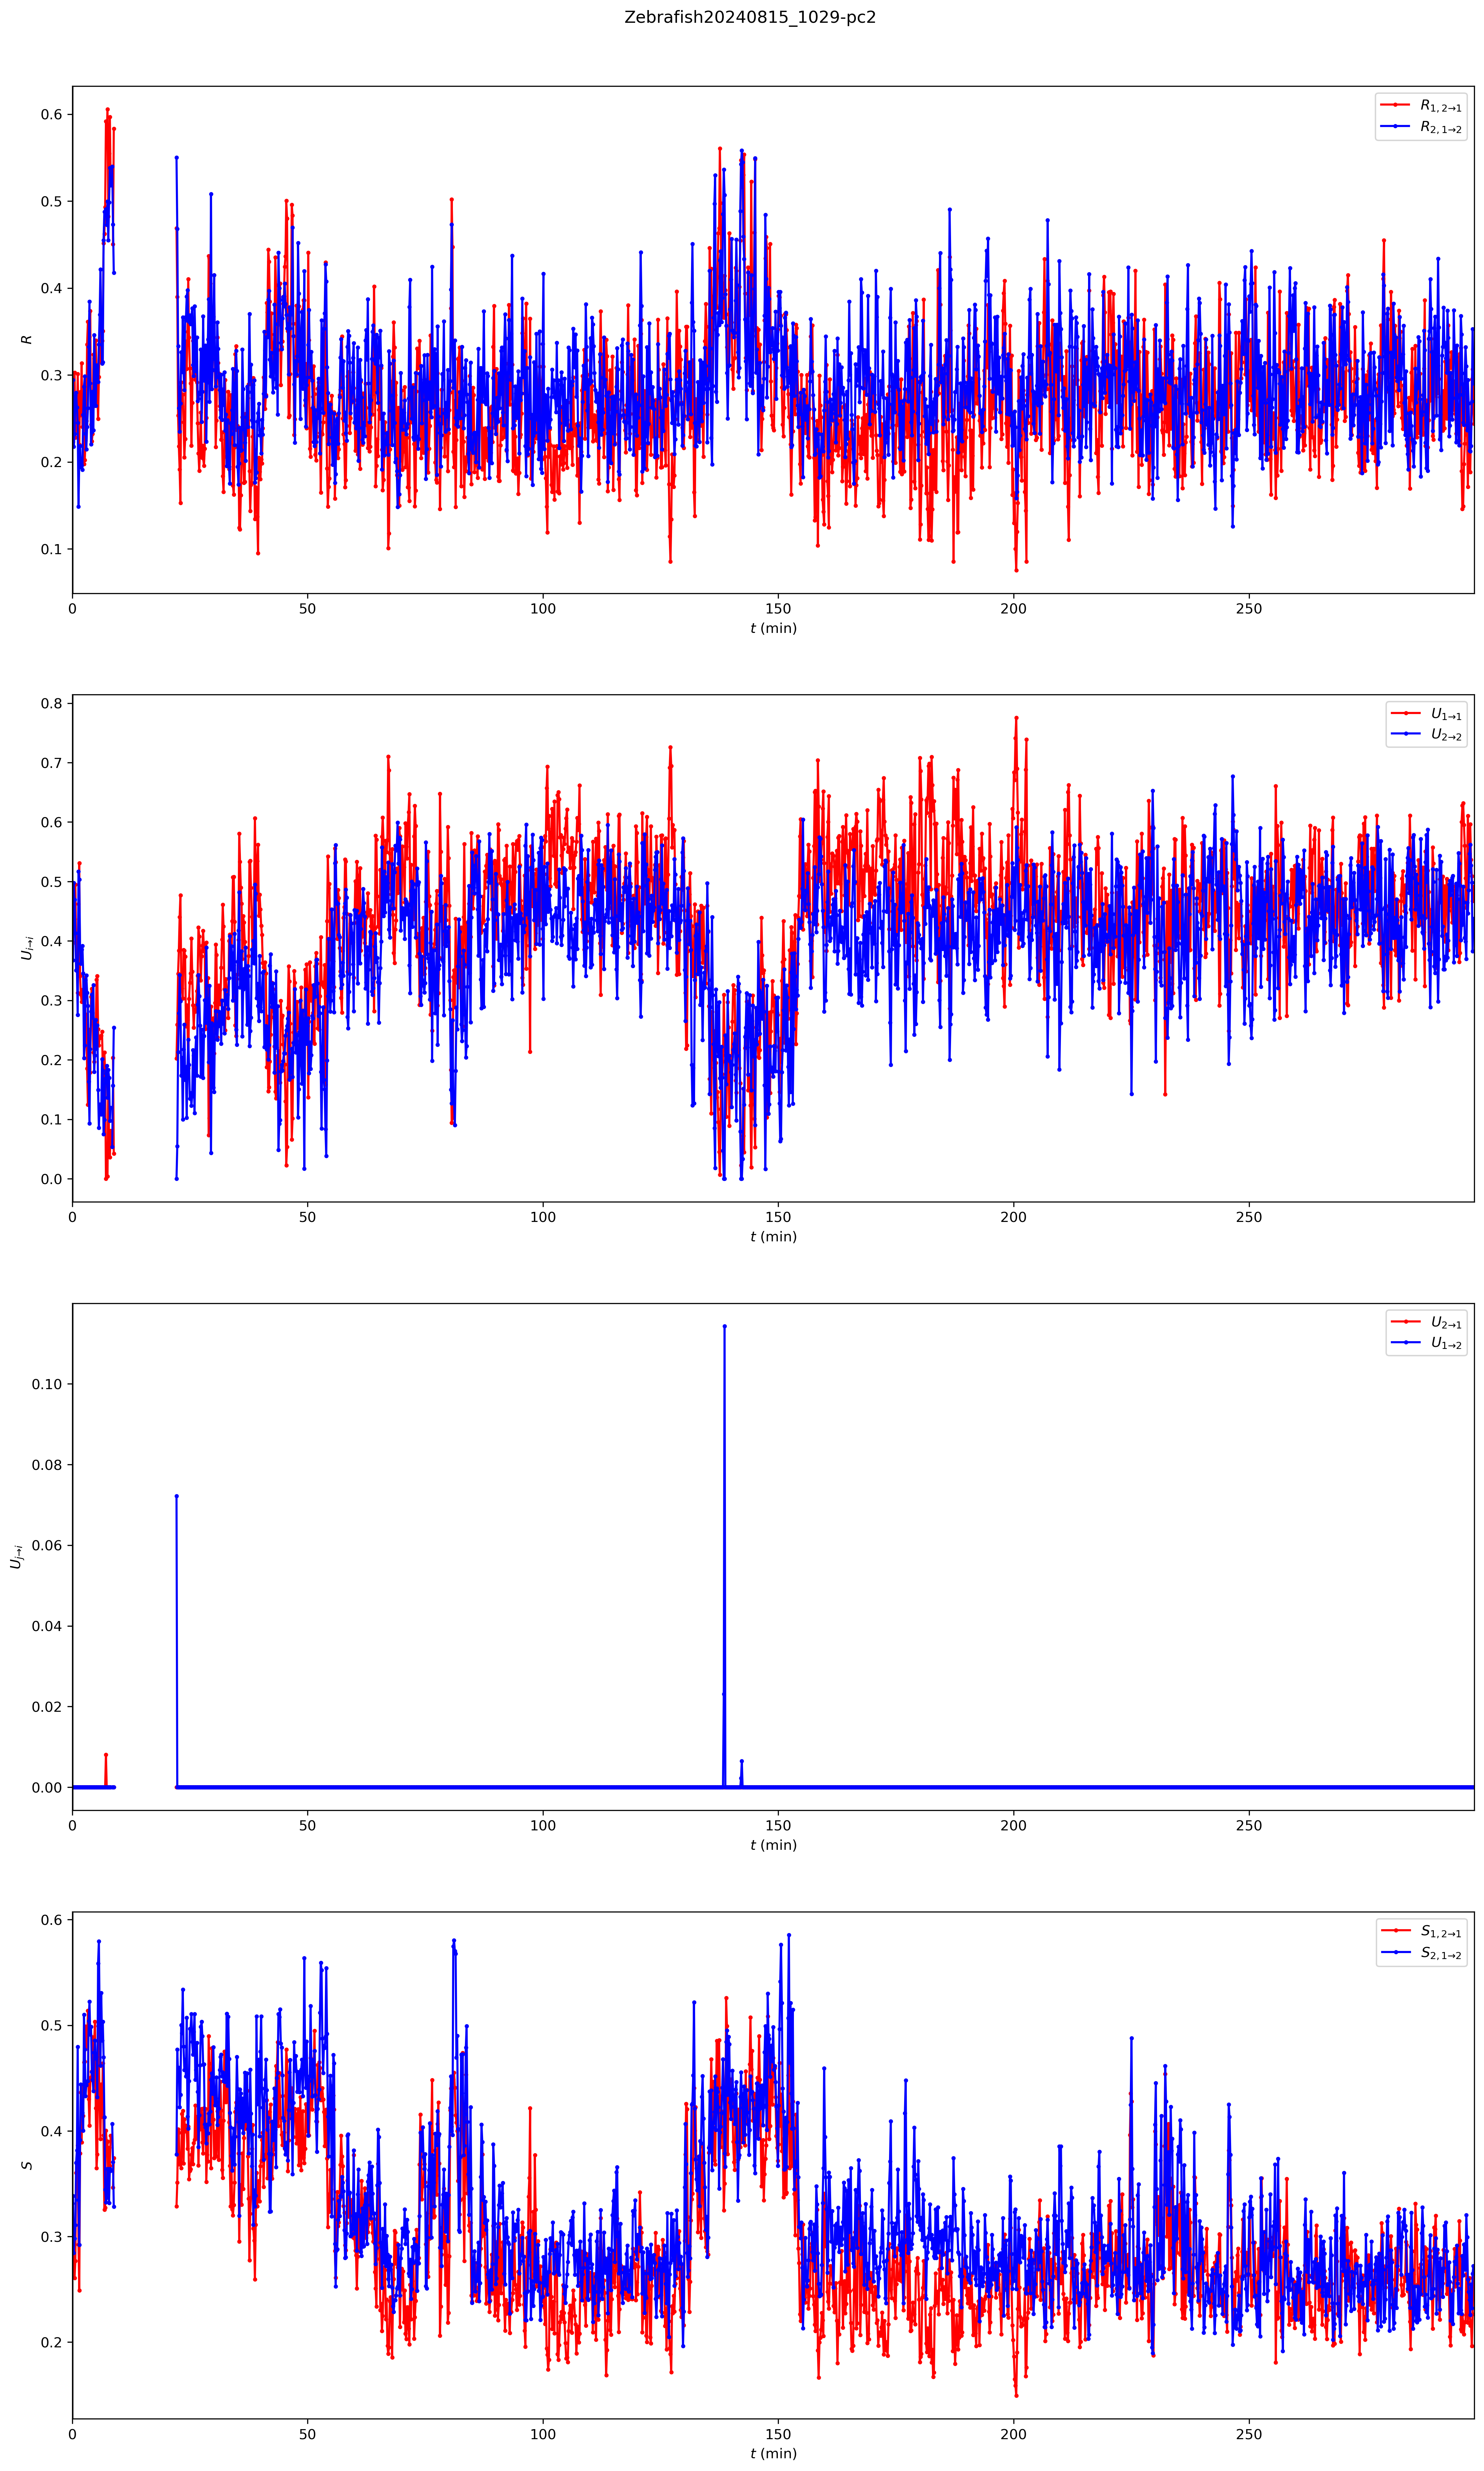 Zebrafish20240815_1029-pc2
0.6
0.5
0.4
0.3
0.2
0.1
R
R1,2→1
R2,1→2
0 50 100 150 200 250
t (min)
0.8
0.7
0.6
0.5
0.4
0.3
0.2
0.1
0.0
Ui→i
U1→1
U2→2
0 50 100 150 200 250
t (min)
0.10
0.08
0.06
0.04
0.02
0.00
Uj→i
U2→1
U1→2
0 50 100 150 200 250
t (min)
0.6
0.5
0.4
0.3
0.2
S
S1,2→1
S2,1→2
0 50 100 150 200 250
t (min)